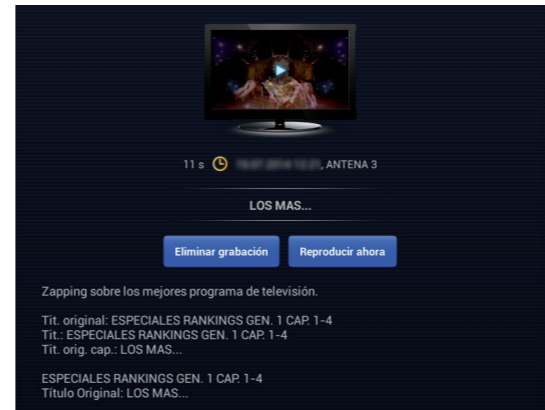 11 s , ANTENA 3
LOS MAS...
Eliminar grabación
Reproducir ahora
Zapping sobre los mejores programa de televisión.
Tit. original: ESPECIALES RANKINGS GEN. 1 CAP. 1-4
Tit.: ESPECIALES RANKINGS GEN. 1 CAP. 1-4
Tit. orig. cap.: LOS MAS...
ESPECIALES RANKINGS GEN. 1 CAP. 1-4
Título Original: LOS MAS...